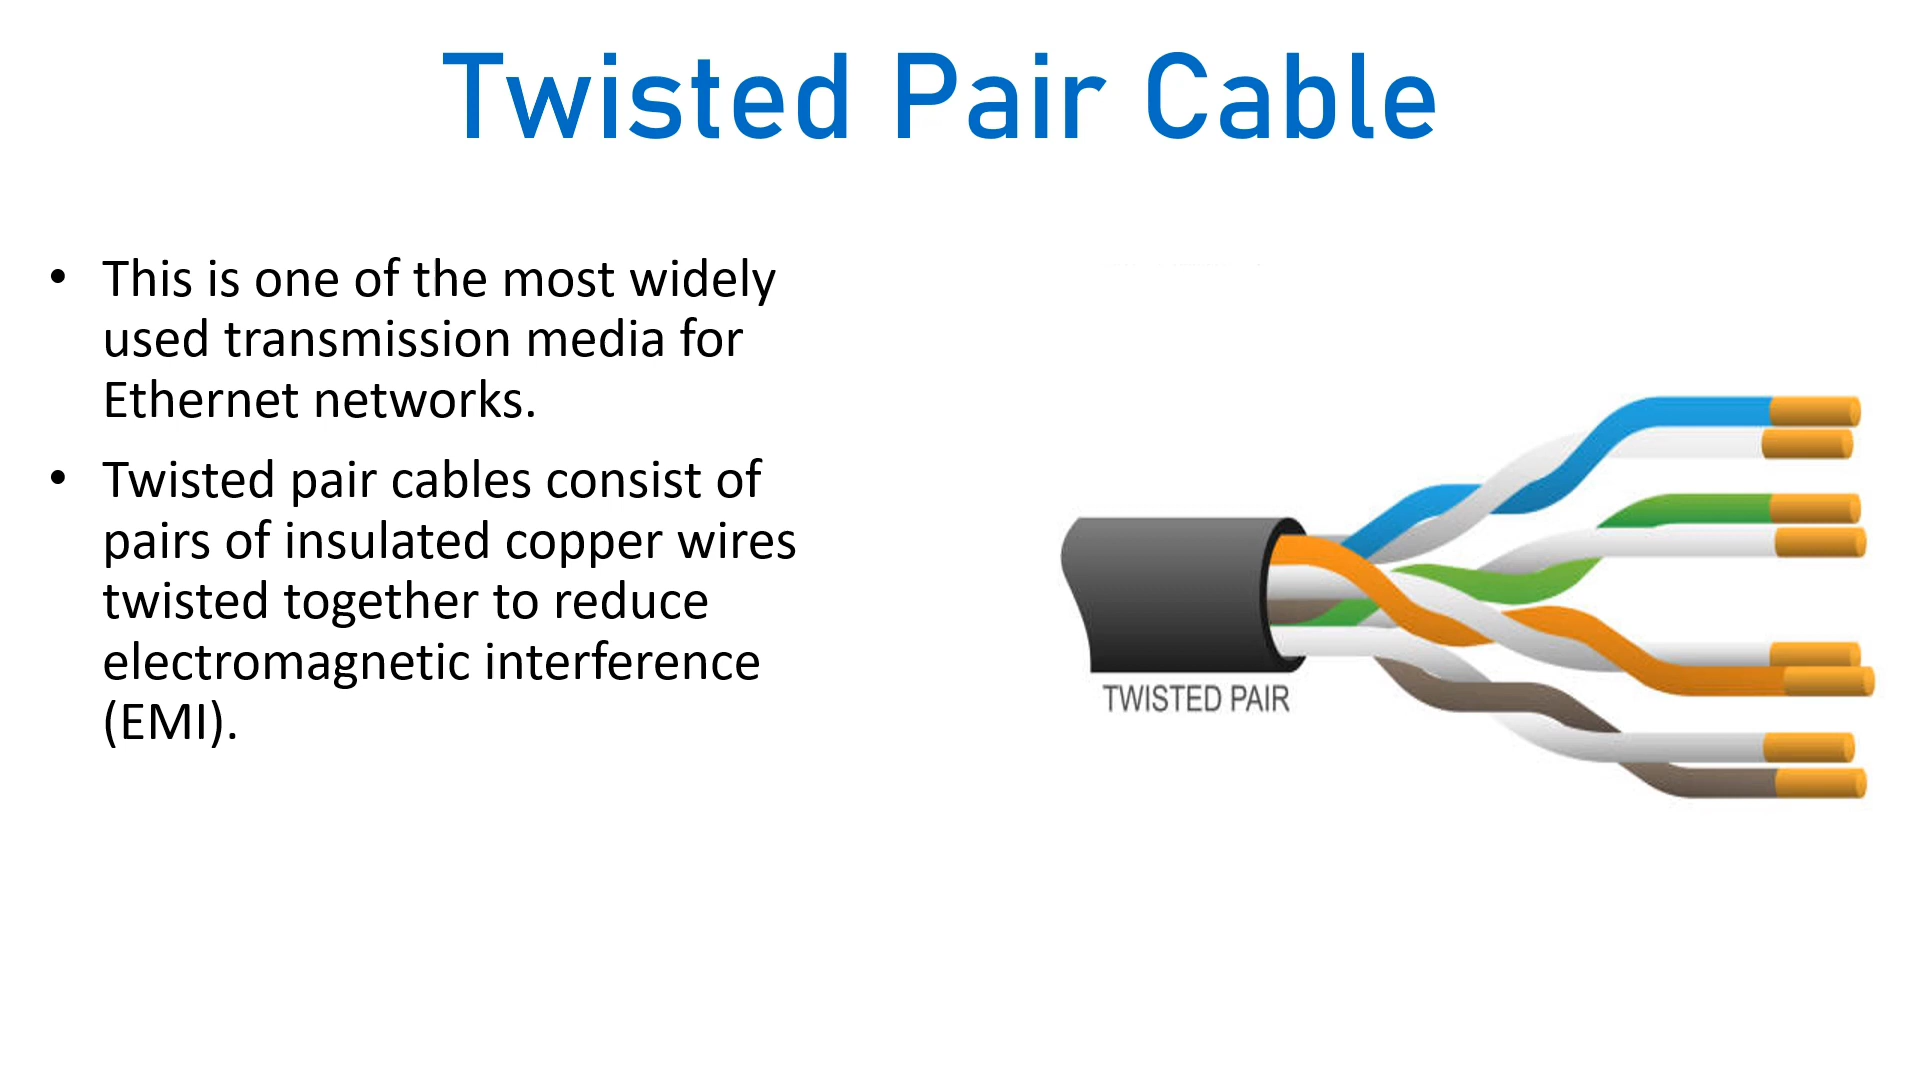 Twisted Pair Cable
• This is one of the most widely
used transmission media for
Ethernet networks.
• Twisted pair cables consist of
pairs of insulated copper wires
twisted together to reduce
electromagnetic interference
(EMI).
TWISTED PAIR